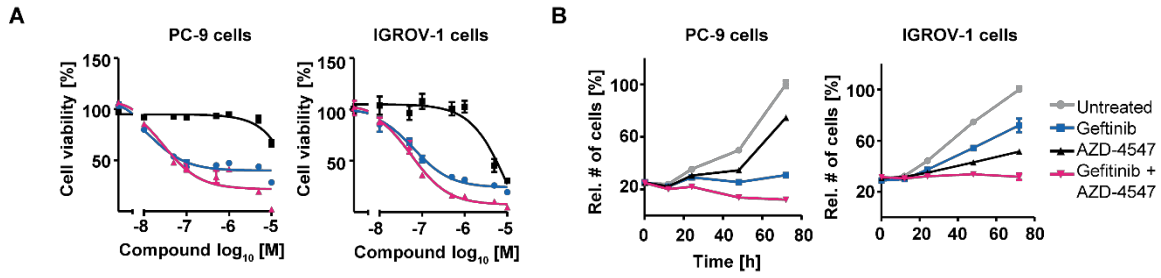 A
PC-9 cells
IGROV-1 cells
Cell viability [%]
150
100
50
-8 -7 -6 -5
Compound log10 [M]
Cell viability [%]
150
100
50
-8 -7 -6 -5
Compound log10 [M]
B
PC-9 cells
IGROV-1 cells
Rel. # of cells [%]
100
60
20
0 20 40 60 80
Rel. # of cells [%]
100
60
20
0 20 40 60 80
Time [h]
Untreated
Geftinib
AZD-4547
Gefitinib +
AZD-4547